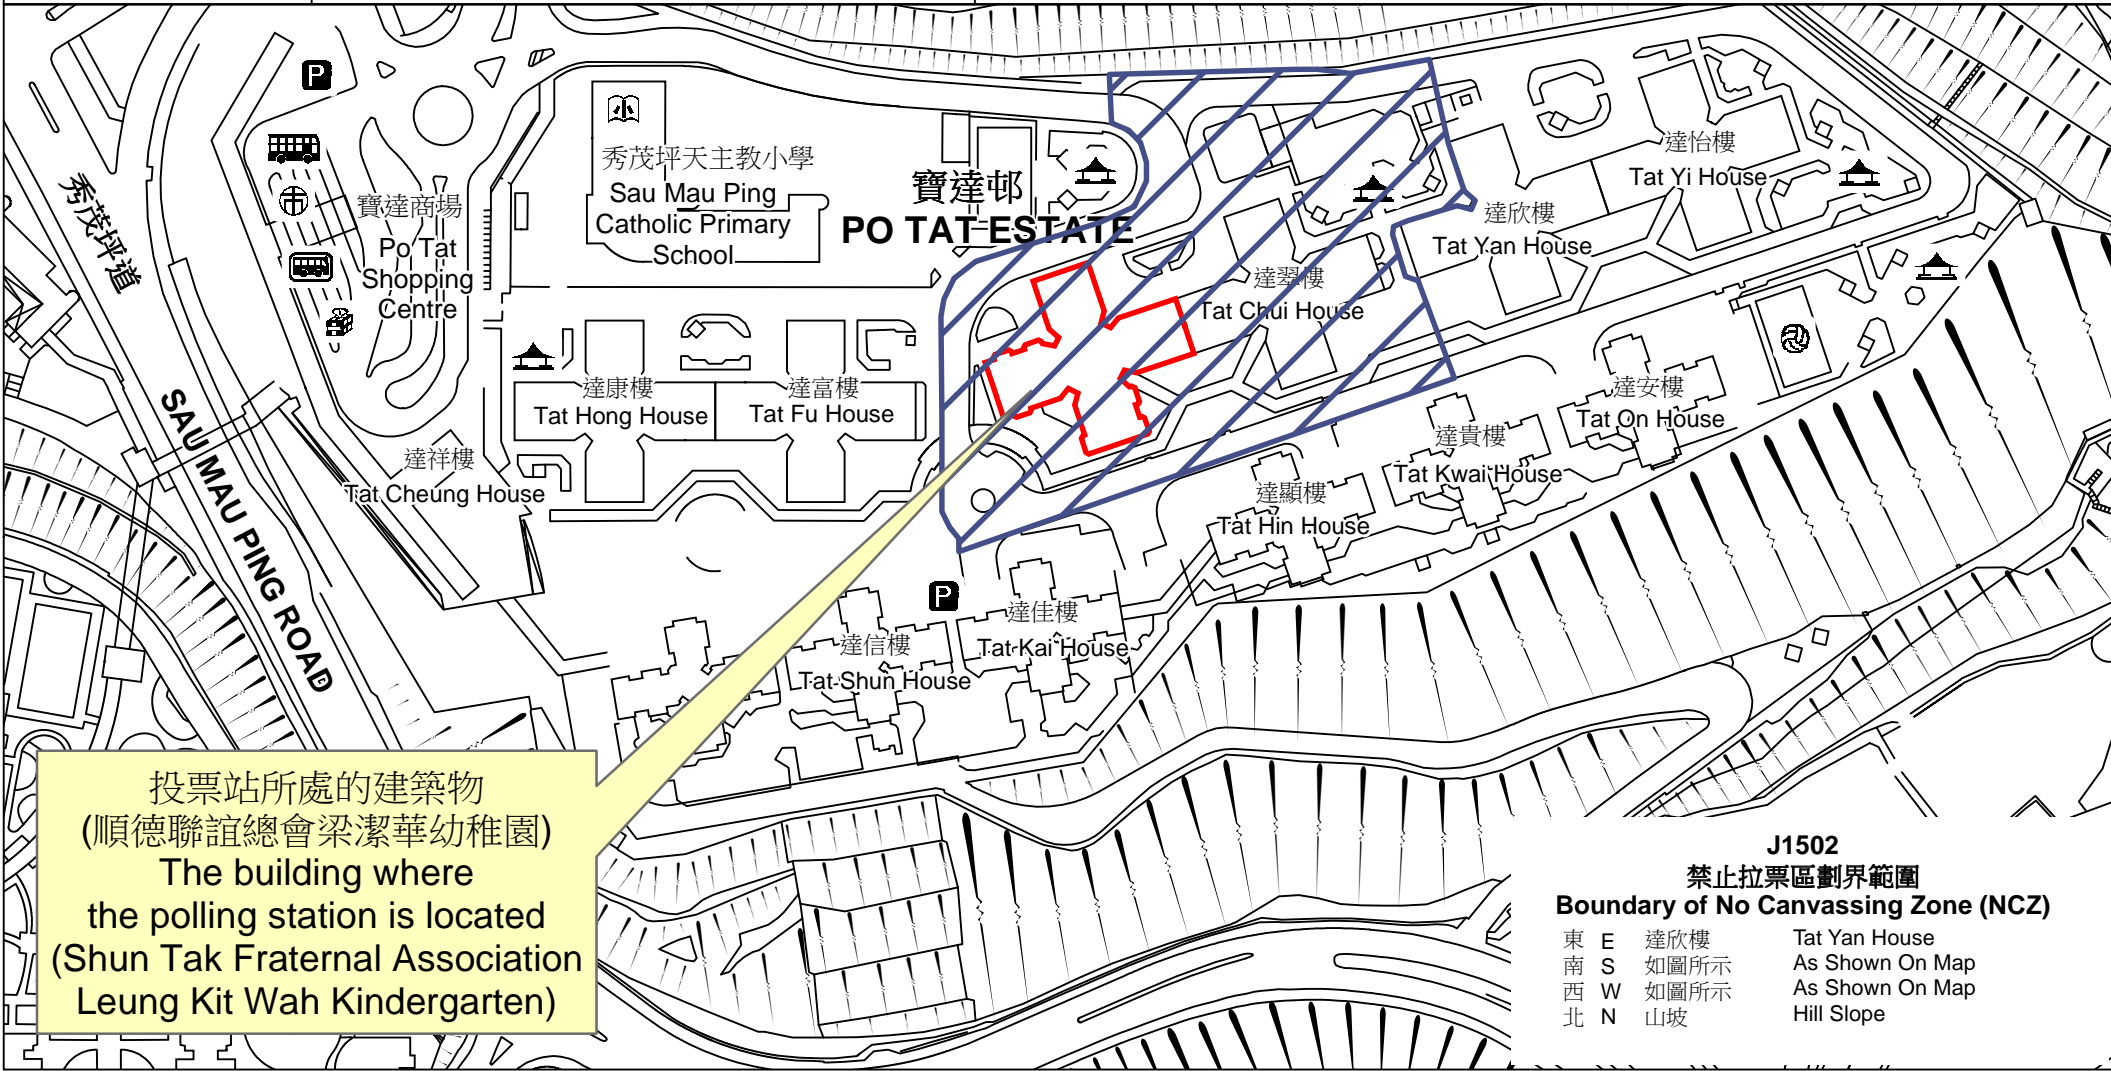 P
小
秀茂坪天主教小學
Sau Mau Ping
Catholic Primary
School
寶達邨
PO TAT ESTATE
達怡樓
Tat Yi House
達欣樓
Tat Yan House
秀茂坪道
SAU MAU PING ROAD
寶達商場
Po Tat
Shopping
Centre
達翠樓
Tat Chui House
達康樓
Tat Hong House
達富樓
Tat Fu House
達安樓
Tat On House
達貴樓
Tat Kwai House
達祥樓
Tat Cheung House
達顯樓
Tat Hin House
P
達佳樓
Tat Kai House
達信樓
Tat Shun House
投票站所處的建築物
(順德聯誼總會梁潔華幼稚園)
The building where
the polling station is located
(Shun Tak Fraternal Association
Leung Kit Wah Kindergarten)
J1502
禁止拉票區劃界範圍
Boundary of No Canvassing Zone (NCZ)
東 E 達欣樓 Tat Yan House
南 S 如圖所示 As Shown On Map
西 W 如圖所示 As Shown On Map
北 N 山坡 Hill Slope